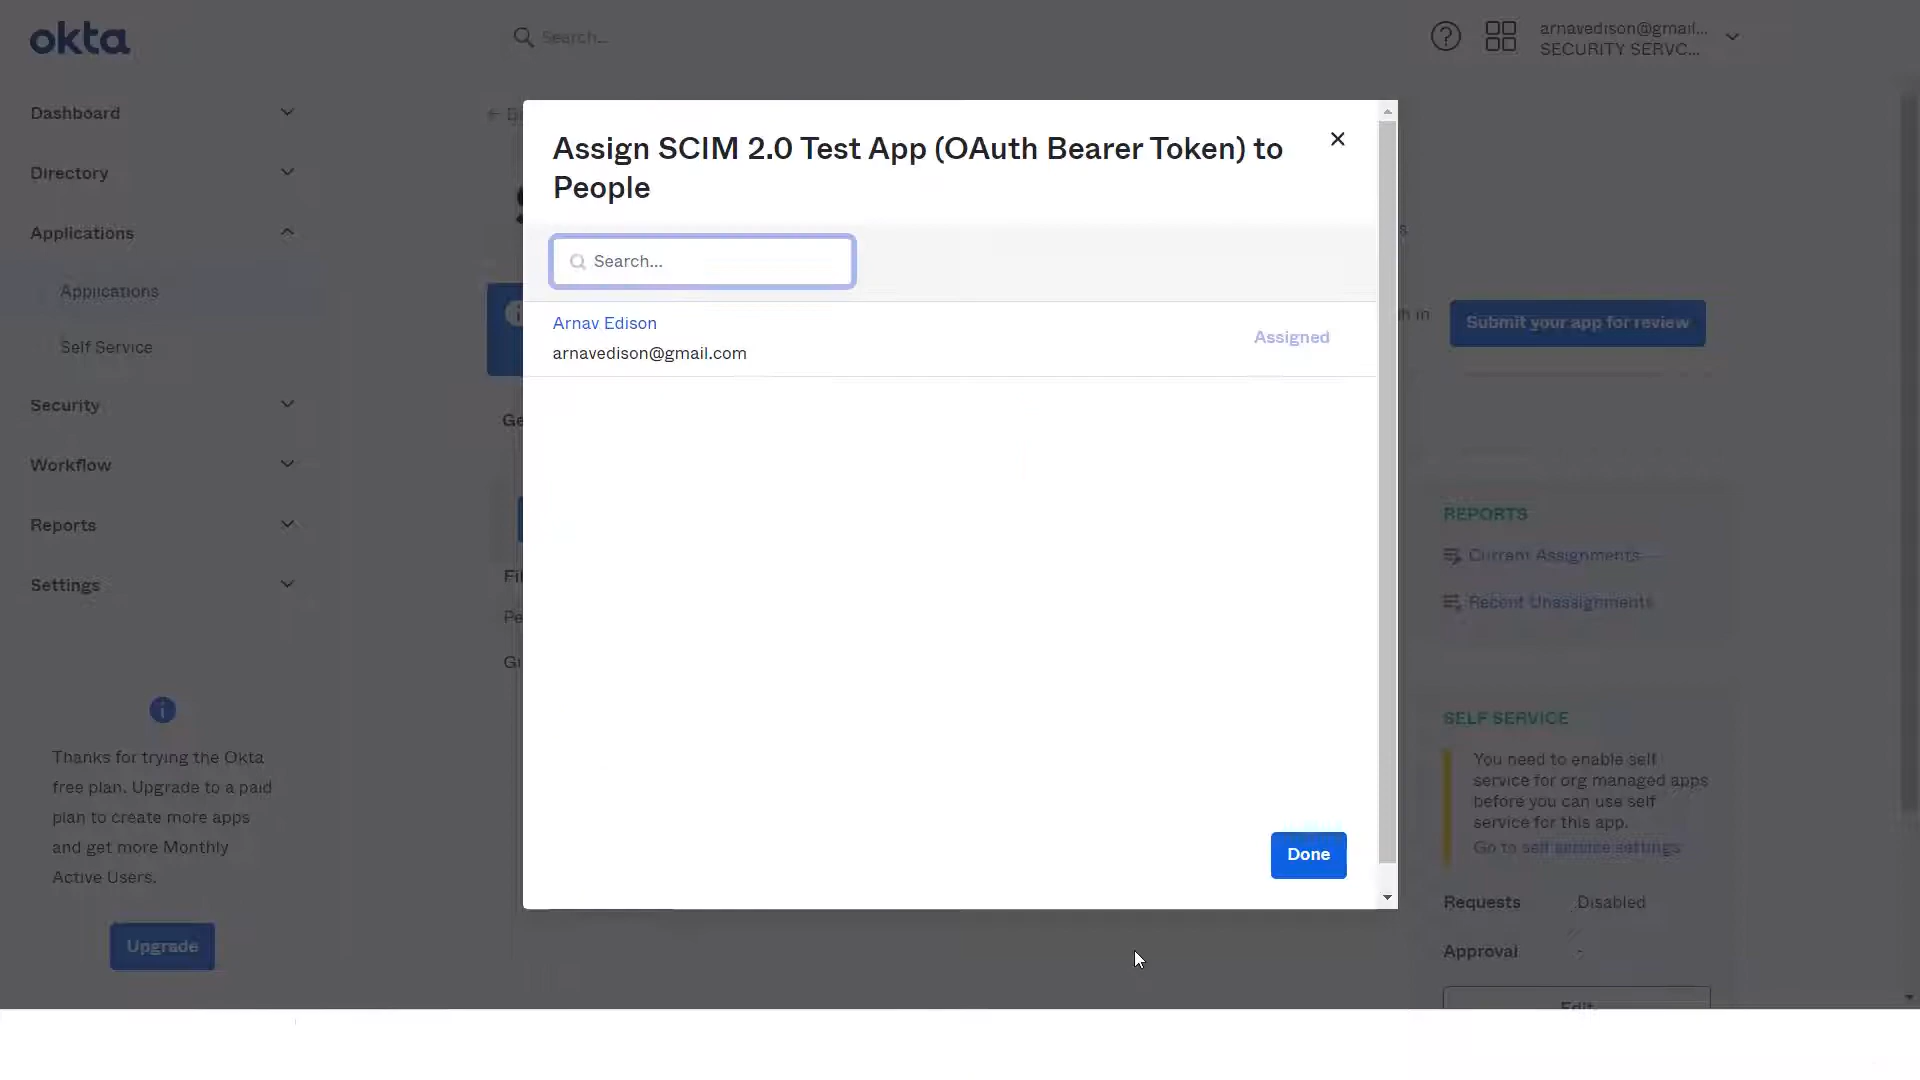 okta
Search...
arnavedison@gmail...
SECURITY SERVC...
Dashboard
Directory
Applications
Applications
Self Service
Security
Workflow
Reports
Settings
Thanks for trying the Okta
free plan. Upgrade to a paid
plan to create more apps
and get more Monthly
Active Users.
Upgrade
Assign SCIM 2.0 Test App (OAuth Bearer Token) to
People
Search...
Arnav Edison
arnavedison@gmail.com
Assigned
Done
Submit your app for review
REPORTS
Current Assignments
Recent Unassignments
SELF SERVICE
You need to enable self
service for org managed apps
before you can use self
service for this app.
Go to self service settings
Requests Disabled
Approval -
Edit